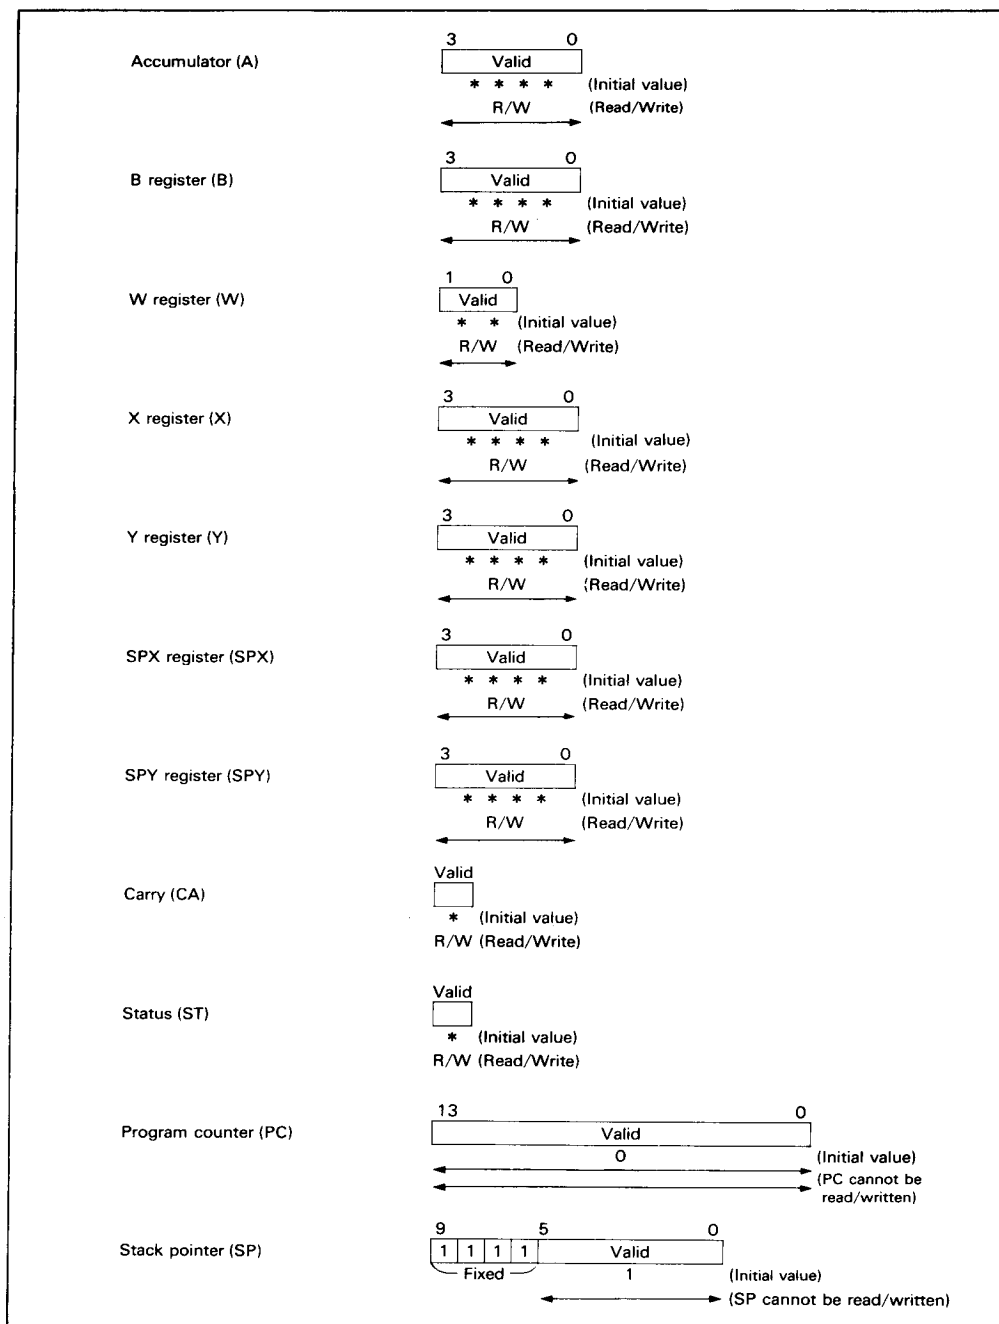 3 0
Accumulator (A) Valid
* * * * (Initial value)
R/W (Read/Write)
3 0
B register (B) Valid
* * * * (Initial value)
R/W (Read/Write)
1 0
W register (W) Valid
* * (Initial value)
R/W (Read/Write)
3 0
X register (X) Valid
* * * * (Initial value)
R/W (Read/Write)
3 0
Y register (Y) Valid
* * * * (Initial value)
R/W (Read/Write)
3 0
SPX register (SPX) Valid
* * * * (Initial value)
R/W (Read/Write)
3 0
SPY register (SPY) Valid
* * * * (Initial value)
R/W (Read/Write)
Valid
Carry (CA)
* (Initial value)
R/W (Read/Write)
Valid
Status (ST)
* (Initial value)
R/W (Read/Write)
13 0
Program counter (PC) Valid
0 (Initial value)
(PC cannot be
read/written)
9 5 0
Stack pointer (SP) 1 1 1 1 Valid
Fixed 1 (Initial value)
(SP cannot be read/written)